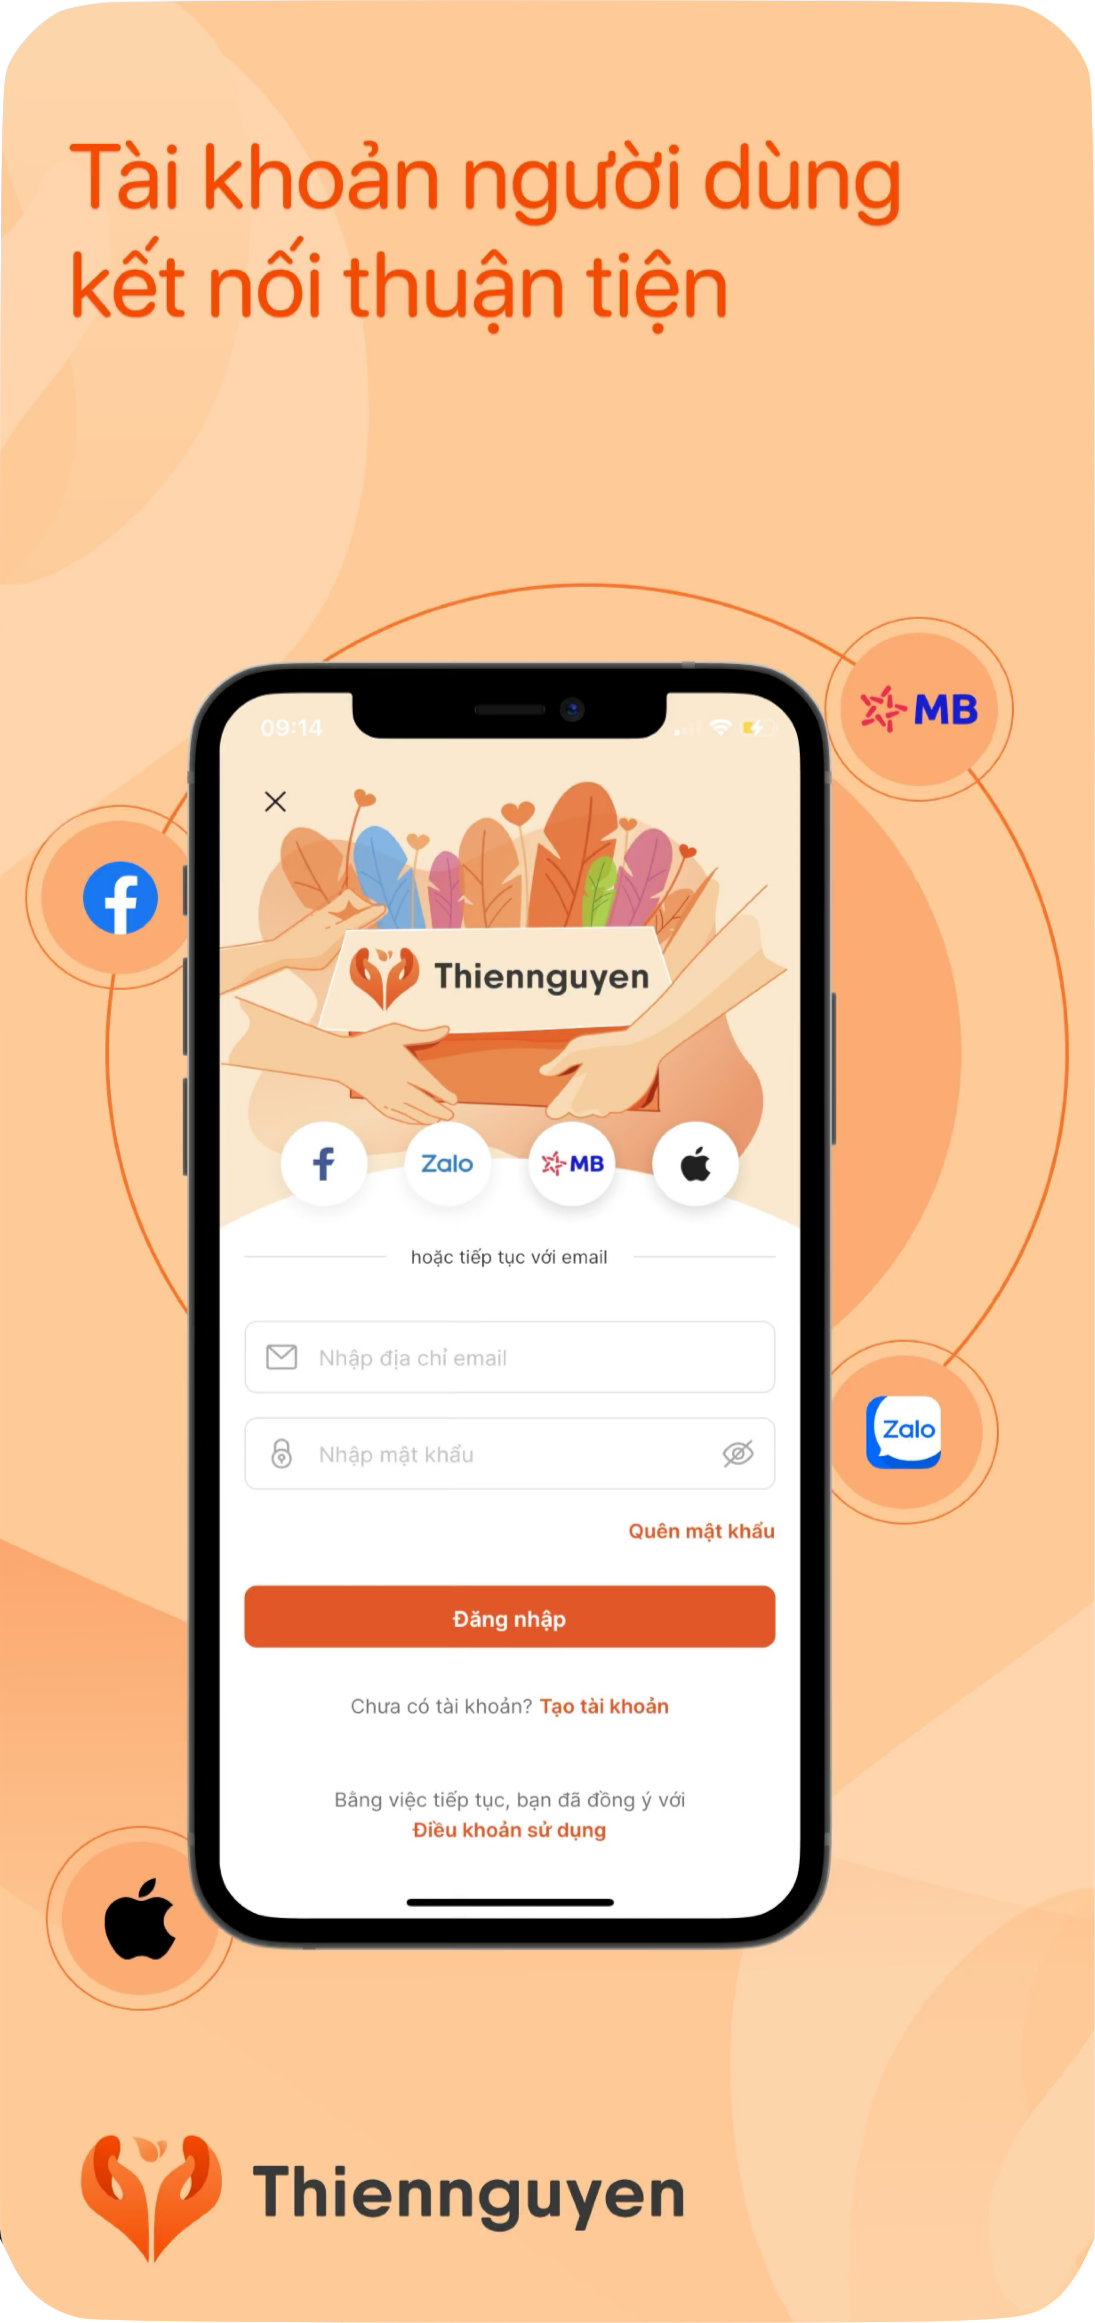 Tài khoản người dùng
kết nối thuận tiện
MB
09:14
Thiennguyen
Zalo
MB
hoặc tiếp tục với email
Nhập địa chỉ email
Nhập mật khẩu
Zalo
Quên mật khẩu
Đăng nhập
Chưa có tài khoản? Tạo tài khoản
Bằng việc tiếp tục, bạn đã đồng ý với
Điều khoản sử dụng
Thiennguyen